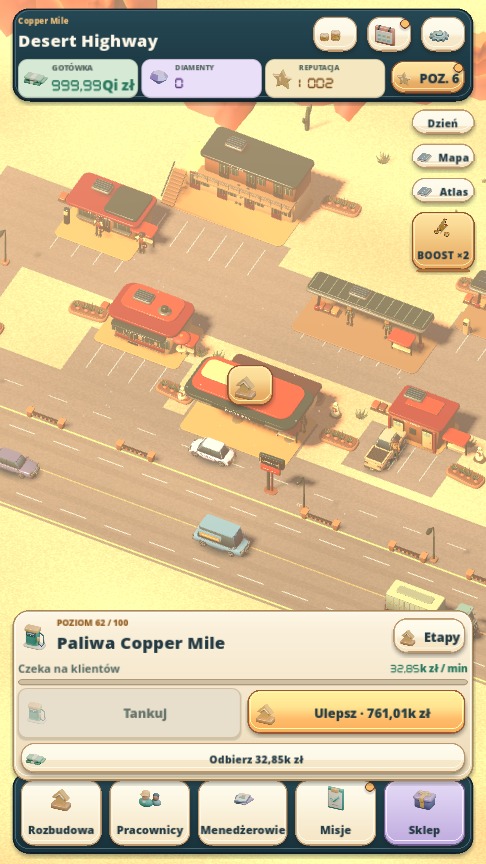 Copper Mile
Desert Highway
GOTÓWKA
999,99Qi zł
DIAMENTY
0
REPUTACJA
1 002
POZ. 6
Dzień
Mapa
Atlas
BOOST ×2
POZIOM 62 / 100
Paliwa Copper Mile
Etapy
Czeka na klientów
32,85k zł / min
Tankuj
Ulepsz · 761,01k zł
Odbierz 32,85k zł
Rozbudowa
Pracownicy
Menedżerowie
Misje
Sklep